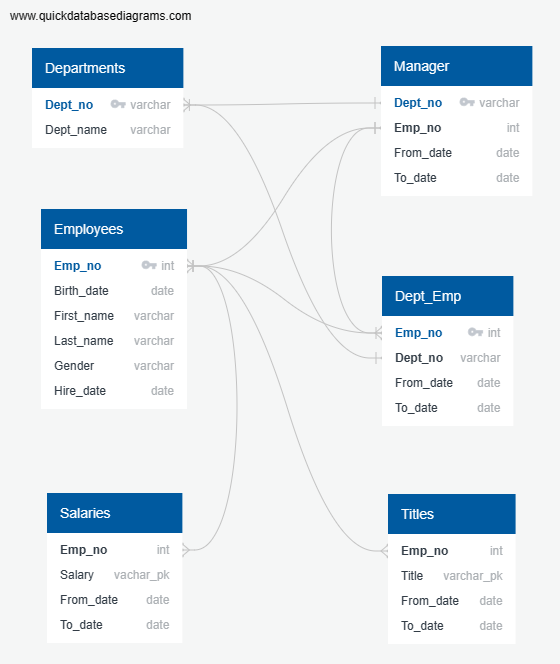 www.quickdatabasediagrams.com
Departments
Dept_no varchar
Dept_name varchar
Manager
Dept_no varchar
Emp_no int
From_date date
To_date date
Employees
Emp_no int
Birth_date date
First_name varchar
Last_name varchar
Gender varchar
Hire_date date
Dept_Emp
Emp_no int
Dept_no varchar
From_date date
To_date date
Salaries
Emp_no int
Salary vachar_pk
From_date date
To_date date
Titles
Emp_no int
Title varchar_pk
From_date date
To_date date